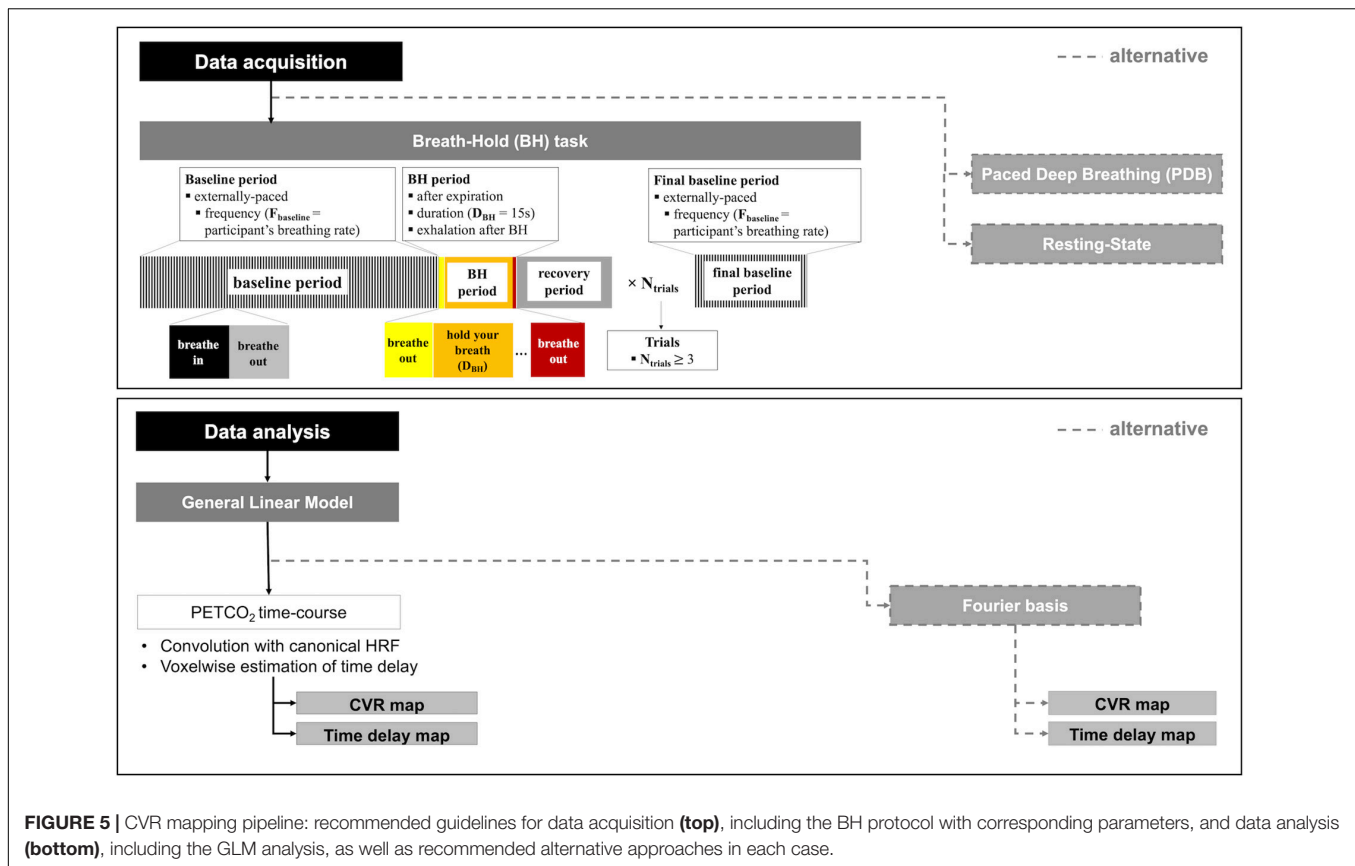 Data acquisition
--- alternative
Breath-Hold (BH) task
Baseline period
▪ externally-paced
▪ frequency (F_baseline =
participant's breathing rate)
BH period
▪ after expiration
▪ duration (D_BH = 15s)
▪ exhalation after BH
Final baseline period
▪ externally-paced
▪ frequency (F_baseline =
participant's breathing rate)
Paced Deep Breathing (PDB)
Resting-State
baseline period
BH
period
recovery
period
× N_trials
final baseline
period
breathe
in
breathe
out
breathe
out
hold your
breath
(D_BH)
...
breathe
out
Trials
▪ N_trials ≥ 3
Data analysis
--- alternative
General Linear Model
PETCO₂ time-course
• Convolution with canonical HRF
• Voxelwise estimation of time delay
CVR map
Time delay map
Fourier basis
CVR map
Time delay map
FIGURE 5 | CVR mapping pipeline: recommended guidelines for data acquisition (top), including the BH protocol with corresponding parameters, and data analysis
(bottom), including the GLM analysis, as well as recommended alternative approaches in each case.